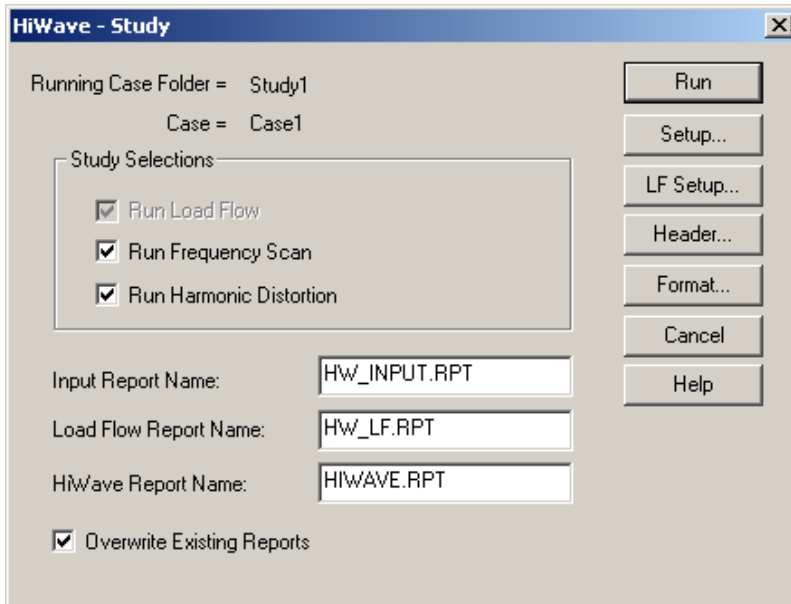 HiWave - Study
Running Case Folder = Study1
Case = Case1
Study Selections
Run Load Flow
Run Frequency Scan
Run Harmonic Distortion
Input Report Name: HW_INPUT.RPT
Load Flow Report Name: HW_LF.RPT
HiWave Report Name: HIWAVE.RPT
Overwrite Existing Reports
Run
Setup...
LF Setup...
Header...
Format...
Cancel
Help